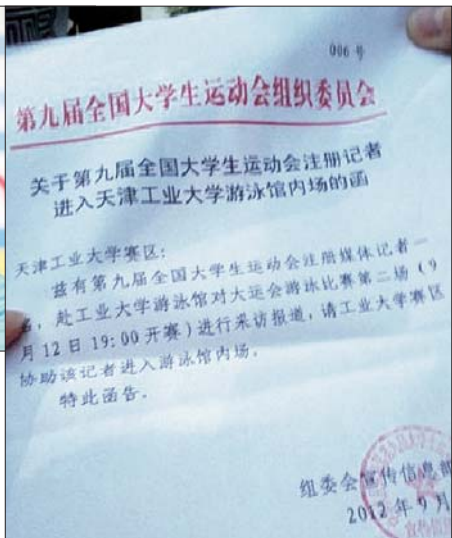 006 号
第九届全国大学生运动会组织委员会
关于第九届全国大学生运动会注册记者
进入天津工业大学游泳馆内场的函
天津工业大学赛区：
兹有第九届全国大学生运动会注册媒体记者一
名，赴工业大学游泳馆对大运会游泳比赛第二场（9
月 12 日 19:00 开赛）进行采访报道，请工业大学赛区
协助该记者进入游泳馆内场。
特此函告。
组委会宣传信息部
2012 年 9 月